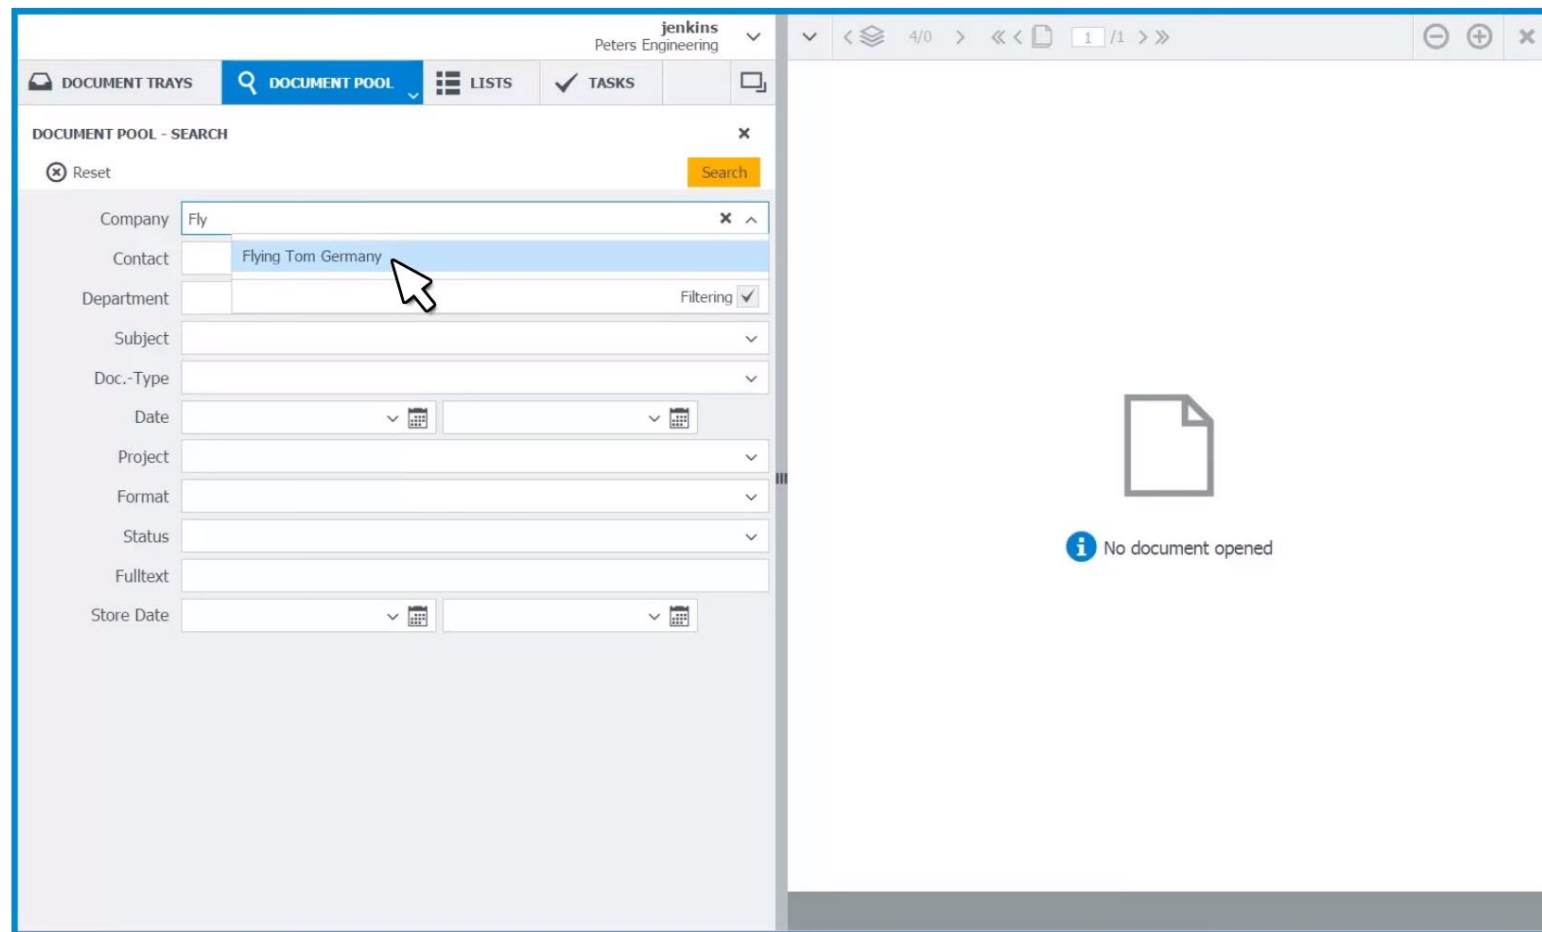 jenkins
Peters Engineering
4/0
1 /1
DOCUMENT TRAYS DOCUMENT POOL LISTS TASKS
DOCUMENT POOL - SEARCH
Reset Search
Company Fly
Contact Flying Tom Germany
Department Filtering
Subject
Doc.-Type
Date
Project
Format
Status
Fulltext
Store Date
No document opened